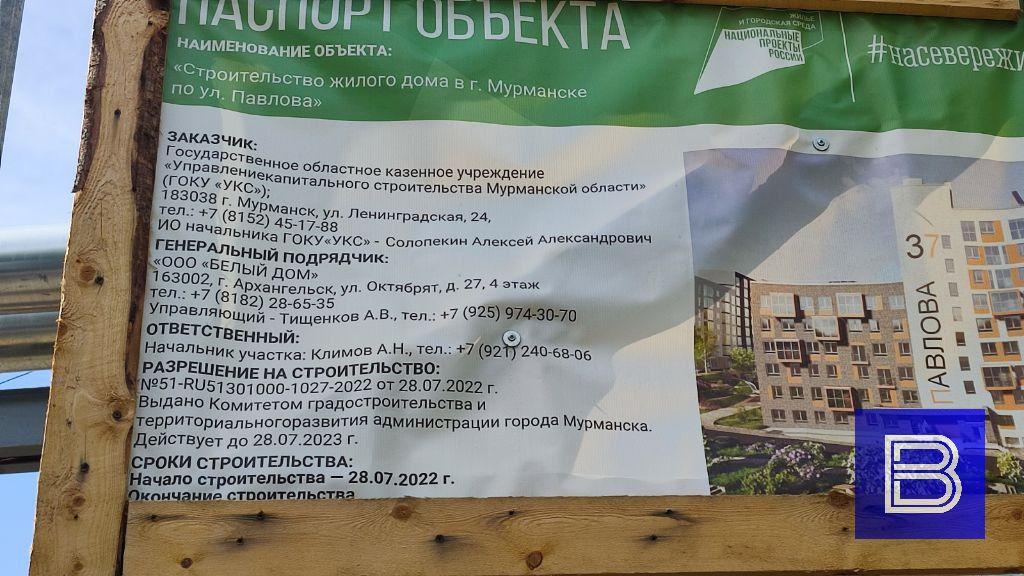 ПАСПОРТ ОБЪЕКТА
НАИМЕНОВАНИЕ ОБЪЕКТА:
«Строительство жилого дома в г. Мурманске
по ул. Павлова»
ЖИЛЬЕ
И ГОРОДСКАЯ СРЕДА
НАЦИОНАЛЬНЫЕ
ПРОЕКТЫ
РОССИИ
#насевережи
ЗАКАЗЧИК:
Государственное областное казенное учреждение
«Управлениекапитального строительства Мурманской области»
(ГОКУ «УКС»);
183038 г. Мурманск, ул. Ленинградская, 24,
тел.: +7 (8152) 45-17-88
ИО начальника ГОКУ«УКС» - Солопекин Алексей Александрович
ГЕНЕРАЛЬНЫЙ ПОДРЯДЧИК:
«ООО «БЕЛЫЙ ДОМ»
163002, г. Архангельск, ул. Октябрят, д. 27, 4 этаж
тел.: +7 (8182) 28-65-35
Управляющий - Тищенков А.В., тел.: +7 (925) 974-30-70
ОТВЕТСТВЕННЫЙ:
Начальник участка: Климов А.Н., тел.: +7 (921) 240-68-06
РАЗРЕШЕНИЕ НА СТРОИТЕЛЬСТВО:
№51-RU51301000-1027-2022 от 28.07.2022 г.
Выдано Комитетом градостроительства и
территориальногоразвития администрации города Мурманска.
Действует до 28.07.2023 г.
СРОКИ СТРОИТЕЛЬСТВА:
Начало строительства — 28.07.2022 г.
Окончание строительства
37
ПАВЛОВА
B